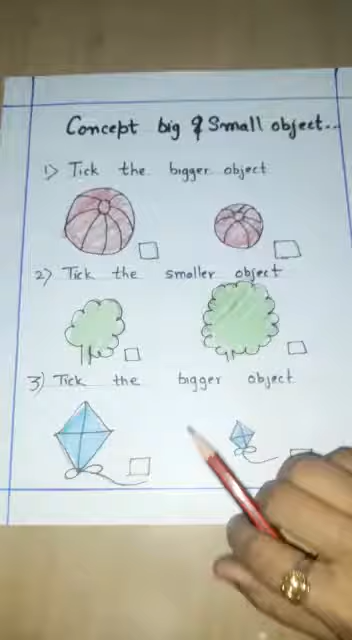 Concept big & Small object...
1) Tick the bigger object
2) Tick the smaller object
3) Tick the bigger object